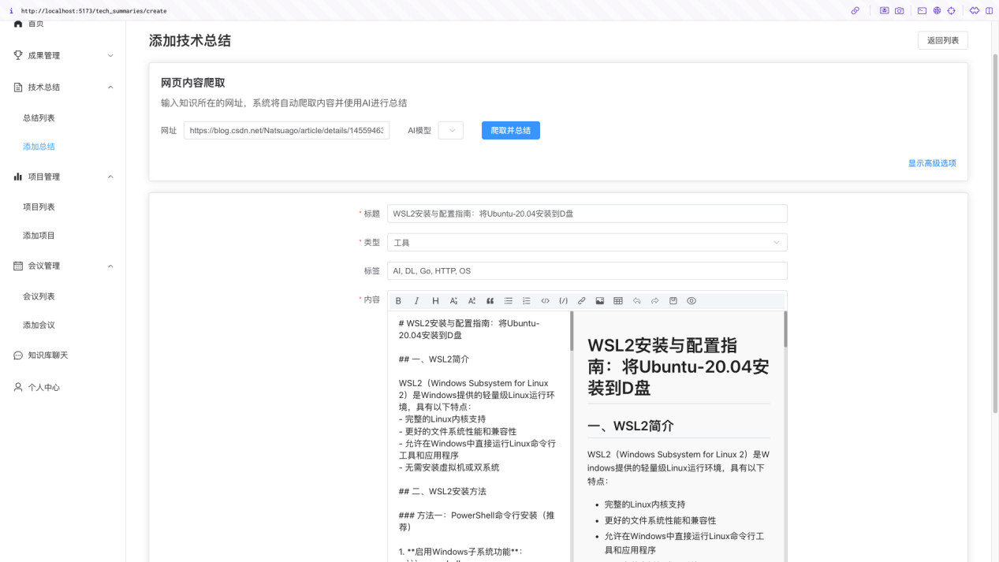 http://localhost:5173/tech_summaries/create
首页
成果管理
技术总结
总结列表
添加总结
项目管理
项目列表
添加项目
会议管理
会议列表
添加会议
知识库聊天
个人中心
添加技术总结
返回列表
网页内容爬取
输入知识所在的网址，系统将自动爬取内容并使用AI进行总结
网址 https://blog.csdn.net/Natsuago/article/details/14559463 AI模型 爬取并总结
显示高级选项
* 标题 WSL2安装与配置指南：将Ubuntu-20.04安装到D盘
* 类型 工具
标签 AI, DL, Go, HTTP, OS
* 内容
# WSL2安装与配置指南：将Ubuntu-
20.04安装到D盘
## 一、WSL2简介
WSL2（Windows Subsystem for Linux
2）是Windows提供的轻量级Linux运行环
境，具有以下特点：
- 完整的Linux内核支持
- 更好的文件系统性能和兼容性
- 允许在Windows中直接运行Linux命令行
工具和应用程序
- 无需安装虚拟机或双系统
## 二、WSL2安装方法
### 方法一：PowerShell命令行安装（推
荐）
1. **启用Windows子系统功能**：
WSL2安装与配置指
南：将Ubuntu-20.04安
装到D盘
一、WSL2简介
WSL2（Windows Subsystem for Linux 2）是W
indows提供的轻量级Linux运行环境，具有以下
特点：
• 完整的Linux内核支持
• 更好的文件系统性能和兼容性
• 允许在Windows中直接运行Linux命令行工
具和应用程序